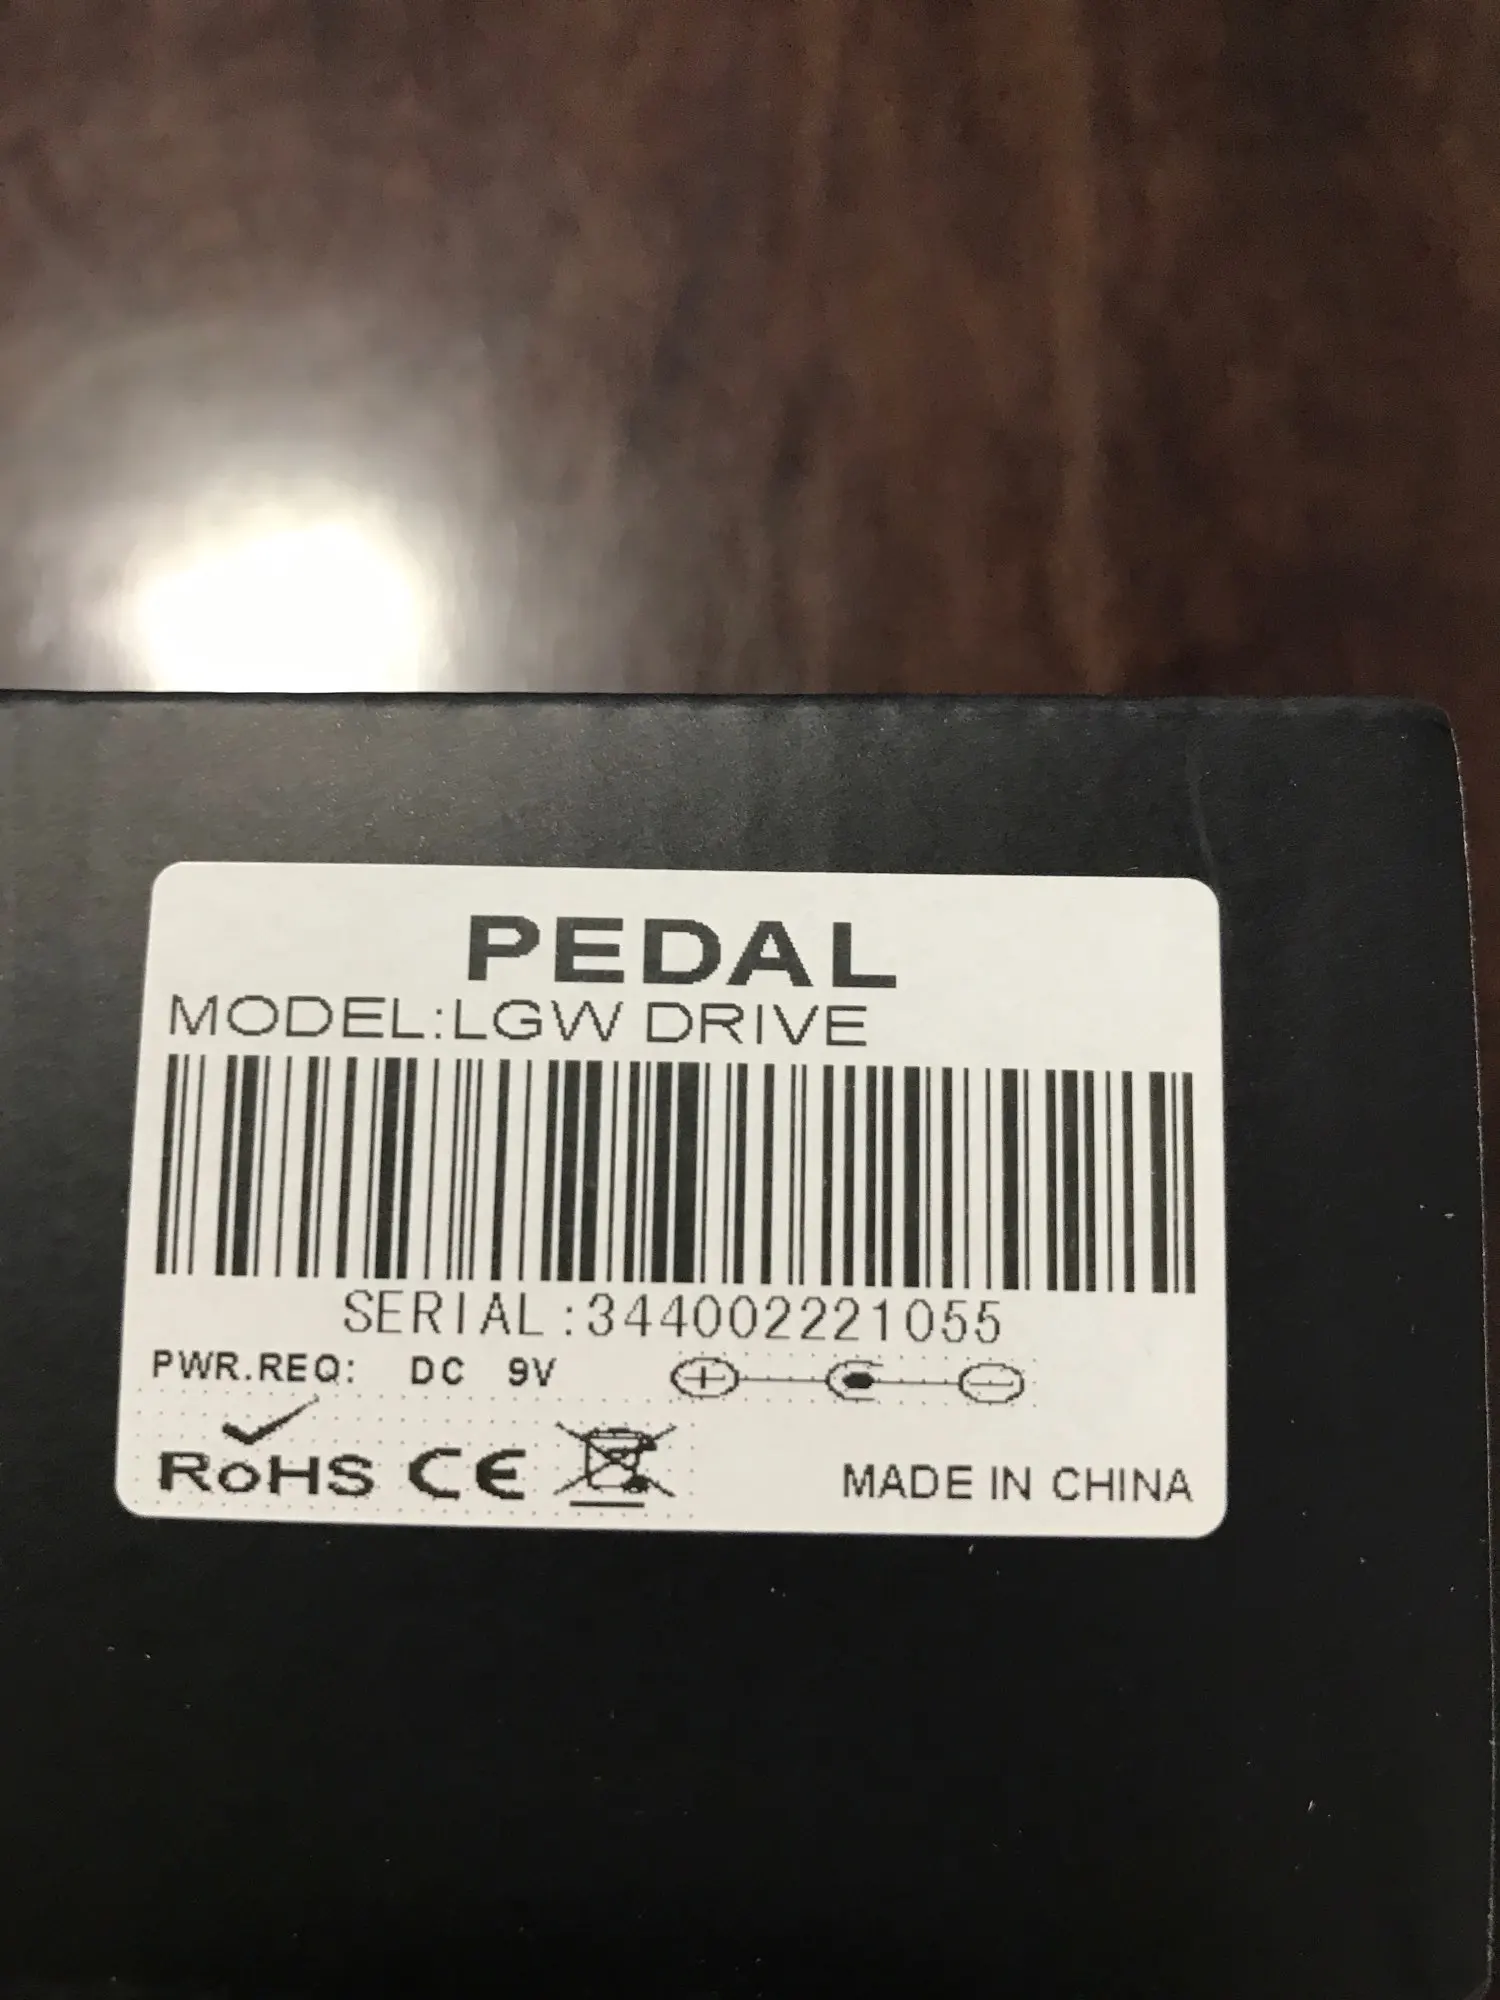 PEDAL
MODEL:LGW DRIVE
SERIAL:344002221055
PWR.REQ: DC 9V
RoHS CE
MADE IN CHINA